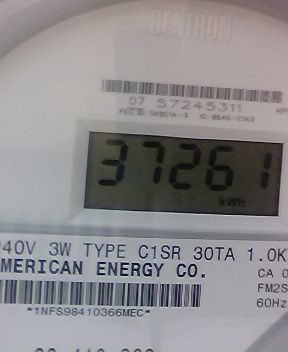 CENTRON®
07 57245311
37261
kWh
240V 3W TYPE C1SR 30TA 1.0K
AMERICAN ENERGY CO.
CA 0
FM2S
60Hz
*1NFS98410366MEC*